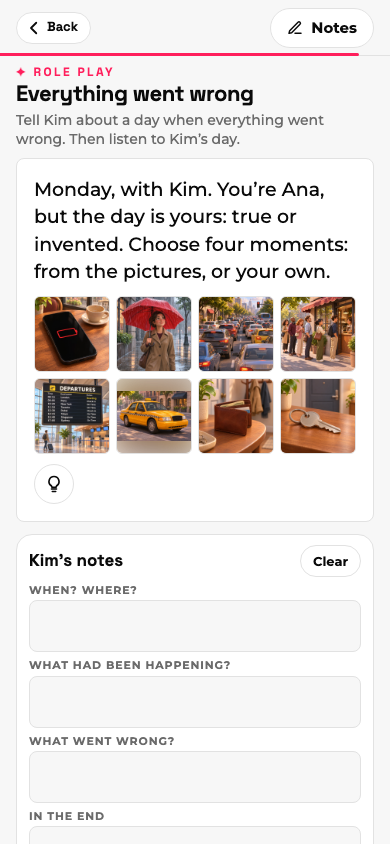 Back
Notes
ROLE PLAY
Everything went wrong
Tell Kim about a day when everything went
wrong. Then listen to Kim's day.
Monday, with Kim. You're Ana,
but the day is yours: true or
invented. Choose four moments:
from the pictures, or your own.
DEPARTURES
Kim's notes
Clear
WHEN? WHERE?
WHAT HAD BEEN HAPPENING?
WHAT WENT WRONG?
IN THE END